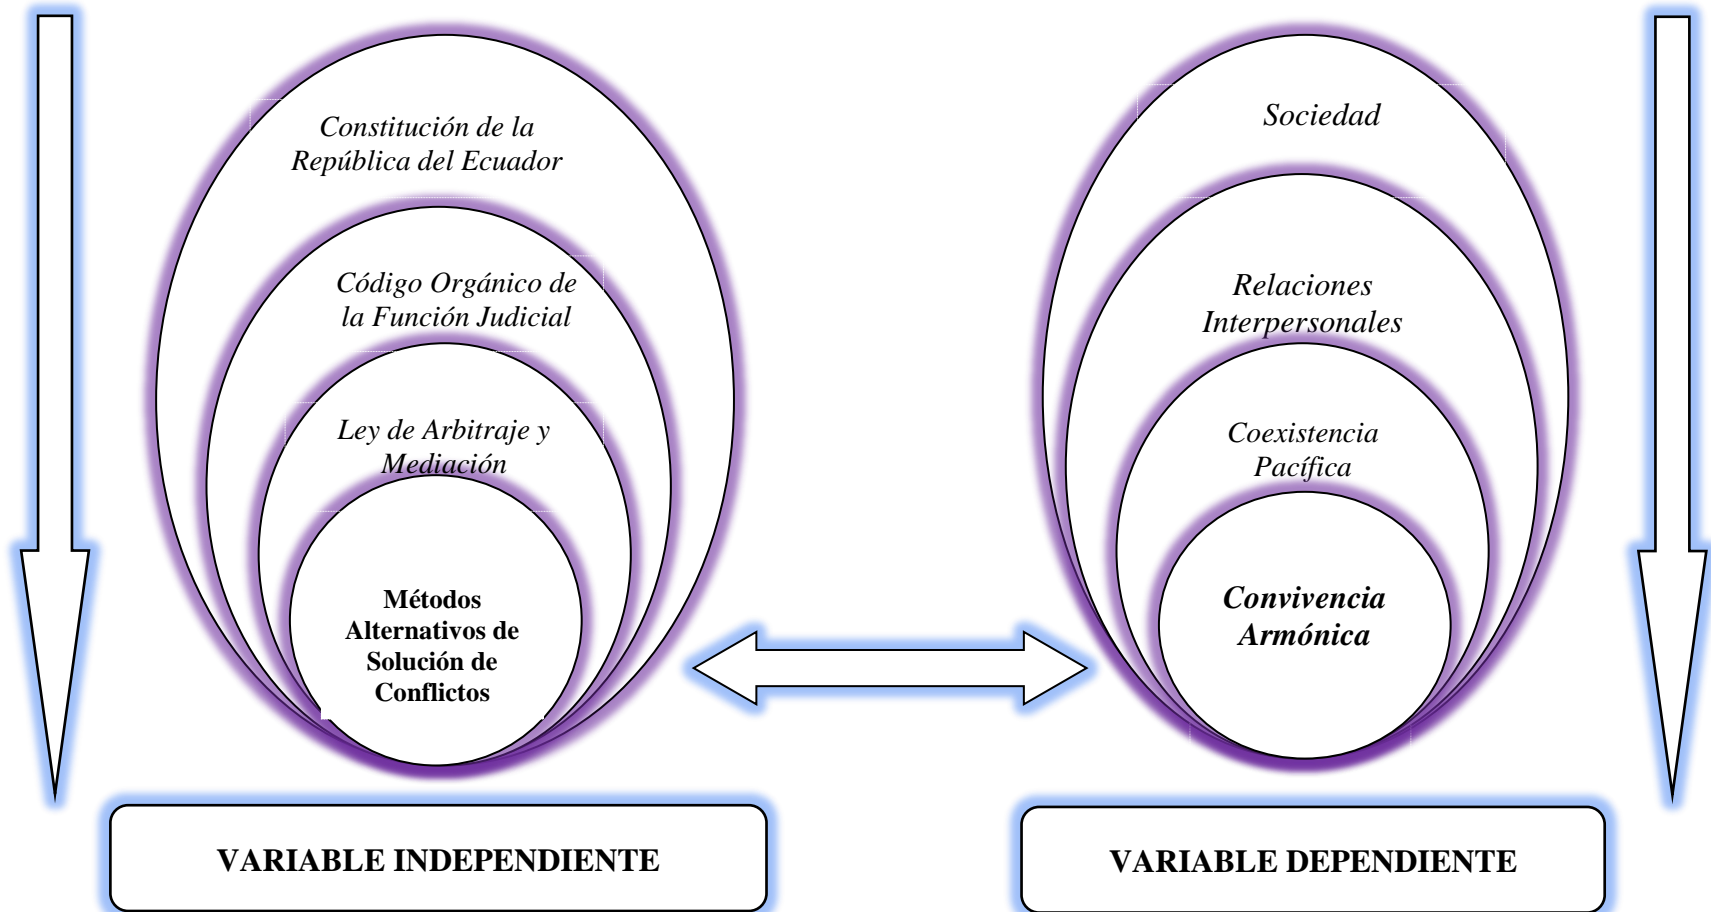 Constitución de la
República del Ecuador
Código Orgánico de
la Función Judicial
Ley de Arbitraje y
Mediación
Métodos
Alternativos de
Solución de
Conflictos
VARIABLE INDEPENDIENTE
Sociedad
Relaciones
Interpersonales
Coexistencia
Pacífica
Convivencia
Armónica
VARIABLE DEPENDIENTE